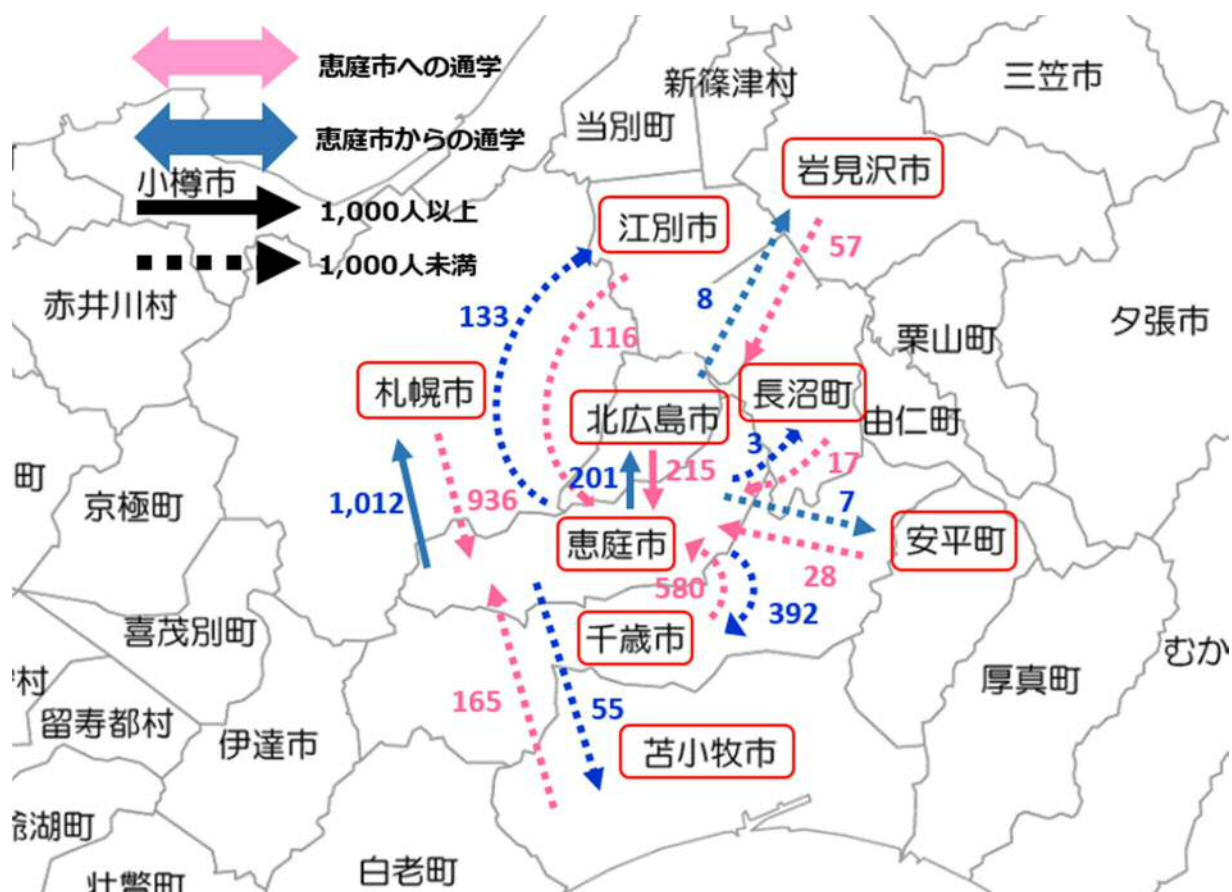 恵庭市への通学
恵庭市からの通学
小樽市
1,000人以上
1,000人未満
新篠津村
三笠市
当別町
岩見沢市
江別市
57
赤井川村
133
116
8
夕張市
栗山町
札幌市
長沼町
北広島市
由仁町
町
京極町
1,012
936
201
215
3
17
7
恵庭市
安平町
28
580
392
喜茂別町
千歳市
厚真町
むか
村
留寿都村
伊達市
165
55
苫小牧市
湖町
白老町
壮瞥町